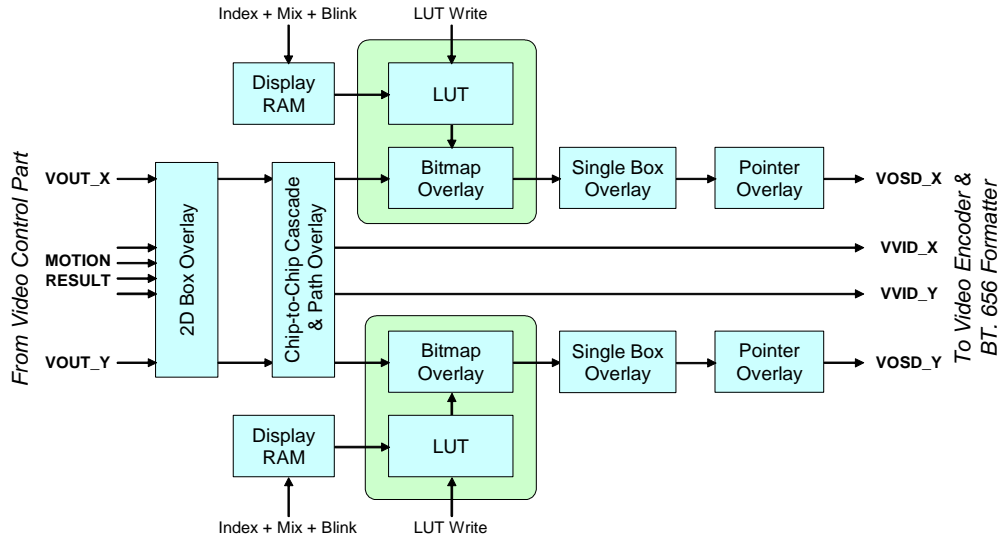 Index + Mix + Blink
LUT Write
Display
RAM
LUT
From Video Control Part
VOUT_X
MOTION
RESULT
VOUT_Y
2D Box Overlay
Chip-to-Chip Cascade
& Path Overlay
Bitmap
Overlay
Single Box
Overlay
Pointer
Overlay
VOSD_X
VVID_X
VVID_Y
Bitmap
Overlay
Single Box
Overlay
Pointer
Overlay
VOSD_Y
To Video Encoder &
BT. 656 Formatter
Display
RAM
LUT
Index + Mix + Blink
LUT Write